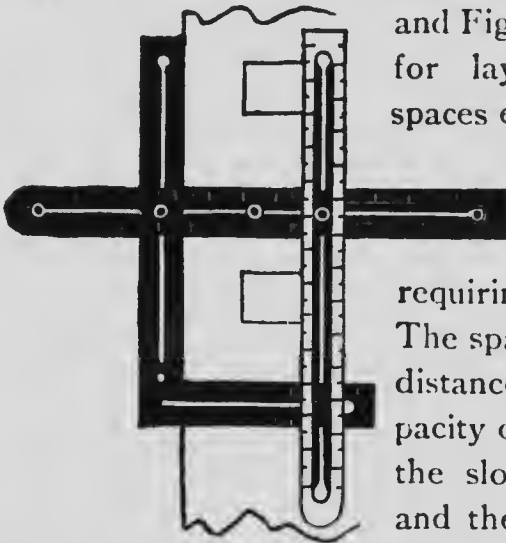 and Fig
for lay
spaces e
requirin
The spa
distance
pacity o
the slo
and the